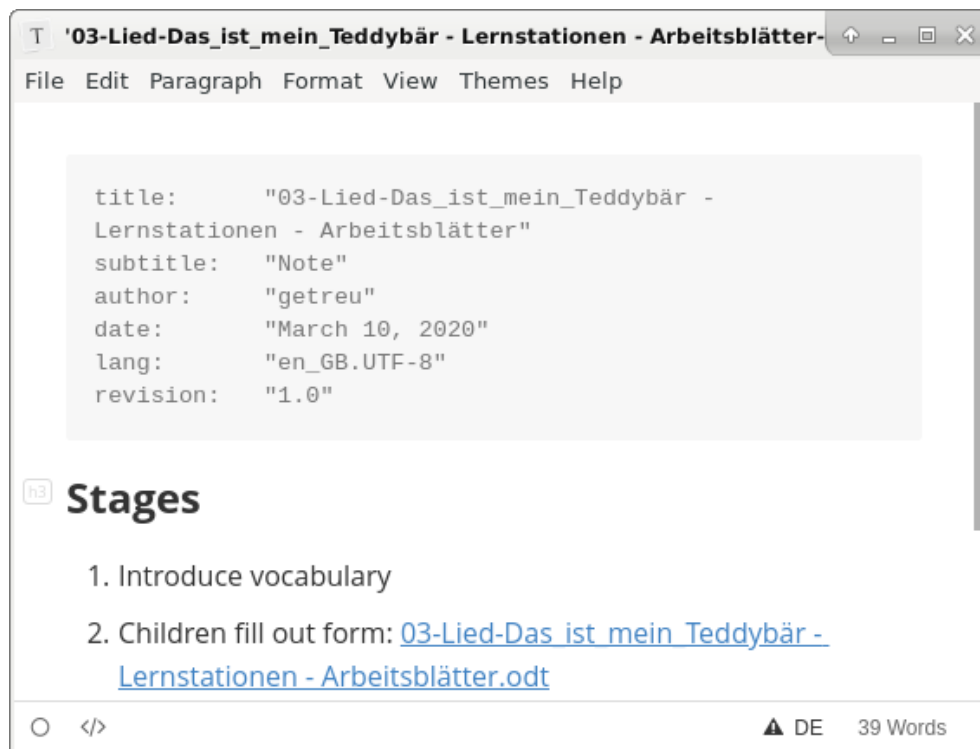 T '03-Lied-Das_ist_mein_Teddybär - Lernstationen - Arbeitsblätter-
File Edit Paragraph Format View Themes Help
title: "03-Lied-Das_ist_mein_Teddybär -
Lernstationen - Arbeitsblätter"
subtitle: "Note"
author: "getreu"
date: "March 10, 2020"
lang: "en_GB.UTF-8"
revision: "1.0"
h3 Stages
1. Introduce vocabulary
2. Children fill out form: 03-Lied-Das_ist_mein_Teddybär -
Lernstationen - Arbeitsblätter.odt
</> DE 39 Words